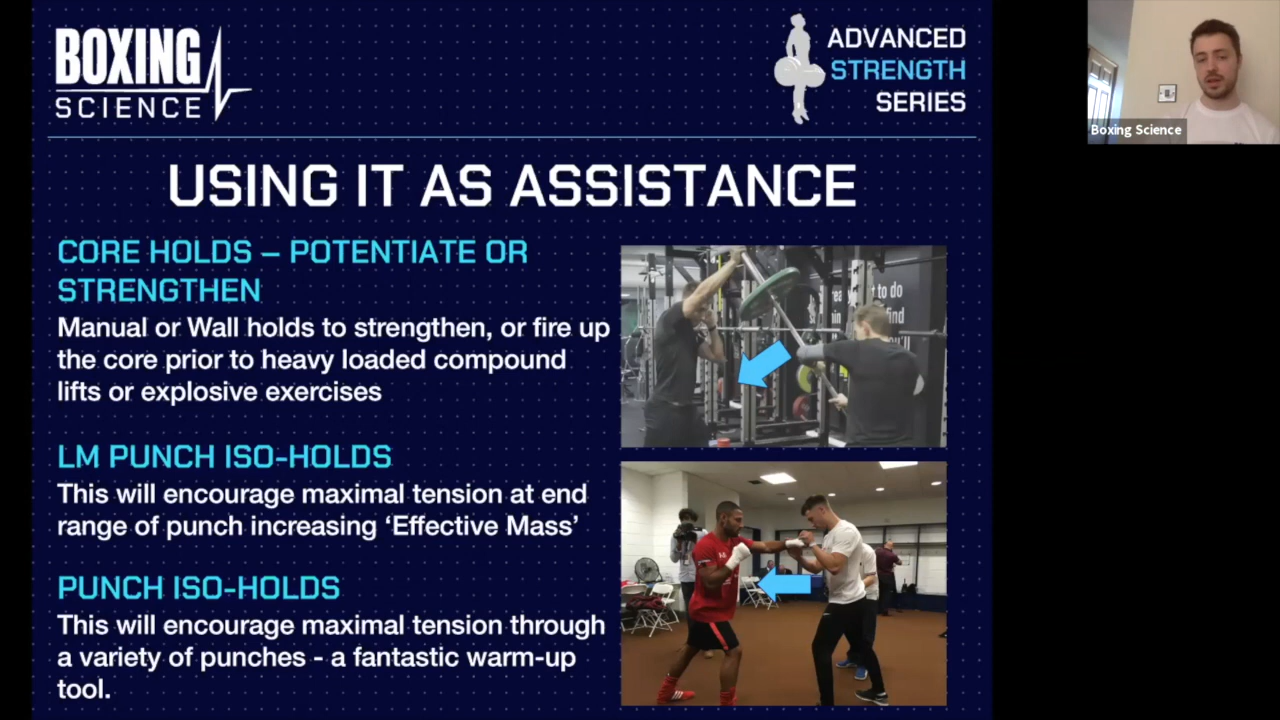 BOXING
SCIENCE
ADVANCED
STRENGTH
SERIES
Boxing Science
USING IT AS ASSISTANCE
CORE HOLDS – POTENTIATE OR
STRENGTHEN
Manual or Wall holds to strengthen, or fire up
the core prior to heavy loaded compound
lifts or explosive exercises
to do
find
LM PUNCH ISO-HOLDS
This will encourage maximal tension at end
range of punch increasing ‘Effective Mass’
PUNCH ISO-HOLDS
This will encourage maximal tension through
a variety of punches - a fantastic warm-up
tool.